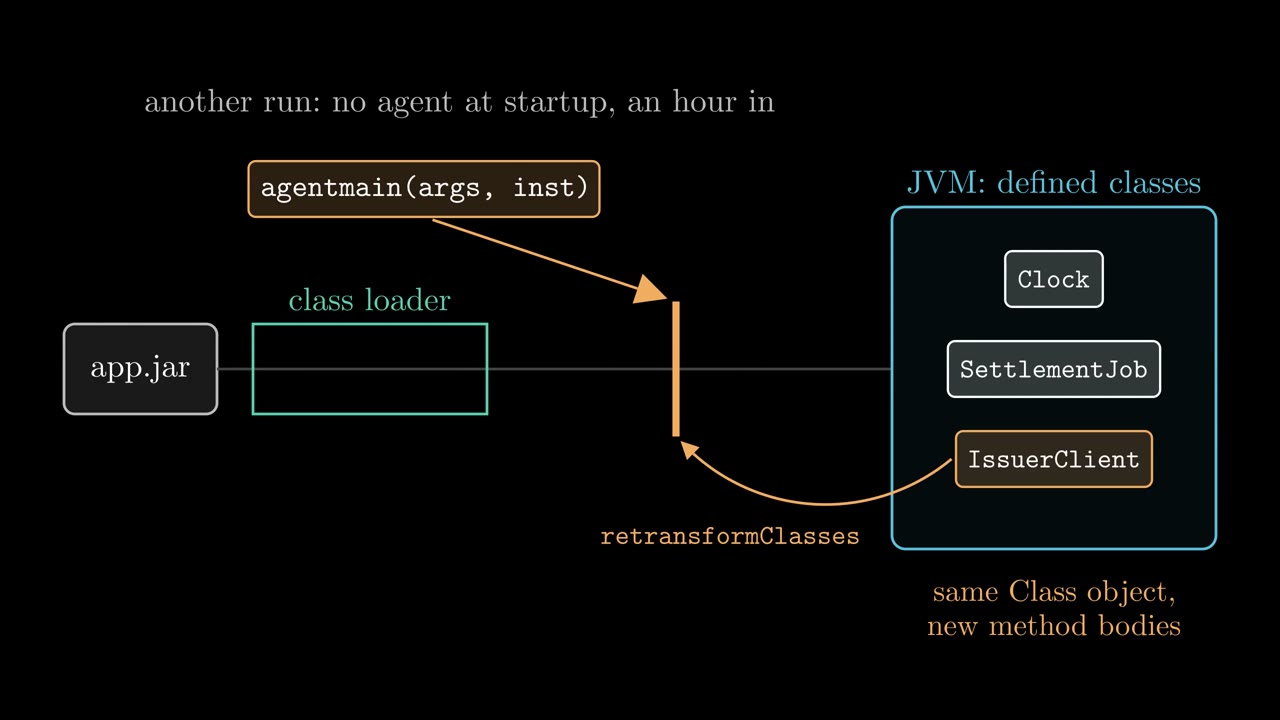 another run: no agent at startup, an hour in
agentmain(args, inst)
JVM: defined classes
Clock
class loader
app.jar
SettlementJob
IssuerClient
retransformClasses
same Class object,
new method bodies